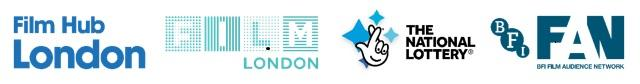 Film Hub
London
FILM
LONDON
THE
NATIONAL
LOTTERY®
BFI
FAN
BFI FILM AUDIENCE NETWORK